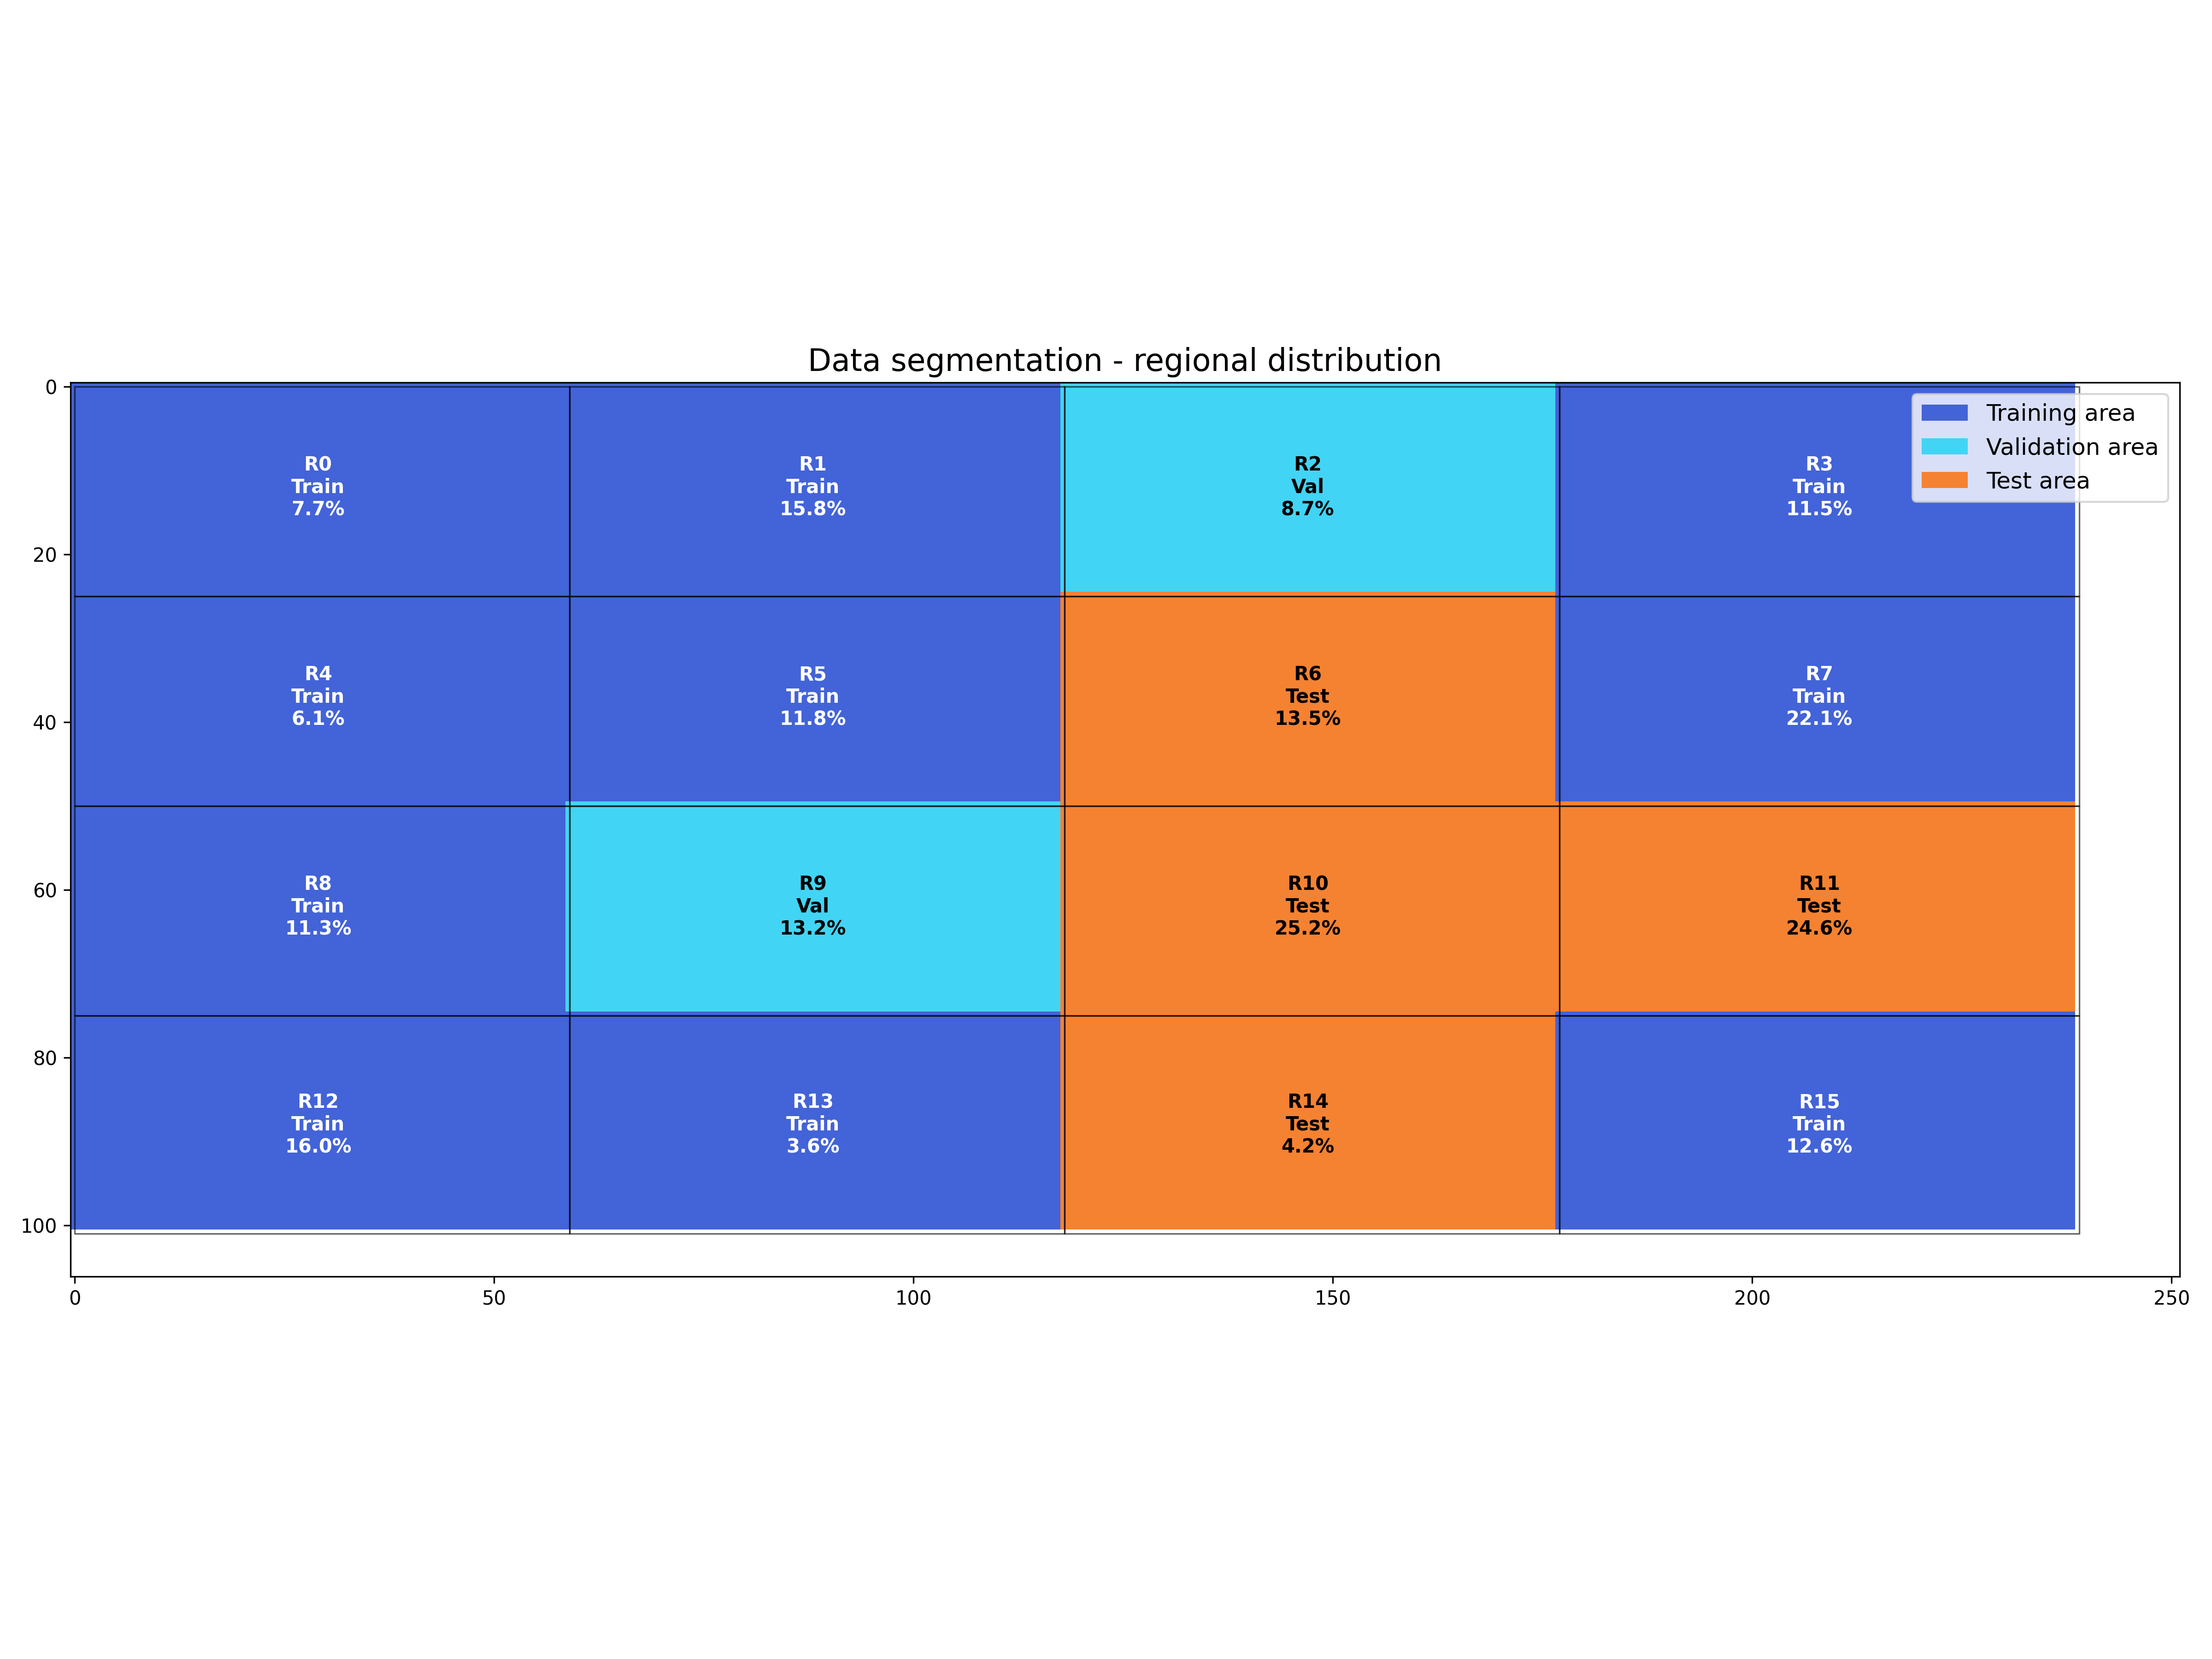 Data segmentation - regional distribution
0
20
40
60
80
100
R0
Train
7.7%
R1
Train
15.8%
R2
Val
8.7%
R3
Train
11.5%
Training area
Validation area
Test area
R4
Train
6.1%
R5
Train
11.8%
R6
Test
13.5%
R7
Train
22.1%
R8
Train
11.3%
R9
Val
13.2%
R10
Test
25.2%
R11
Test
24.6%
R12
Train
16.0%
R13
Train
3.6%
R14
Test
4.2%
R15
Train
12.6%
0
50
100
150
200
250